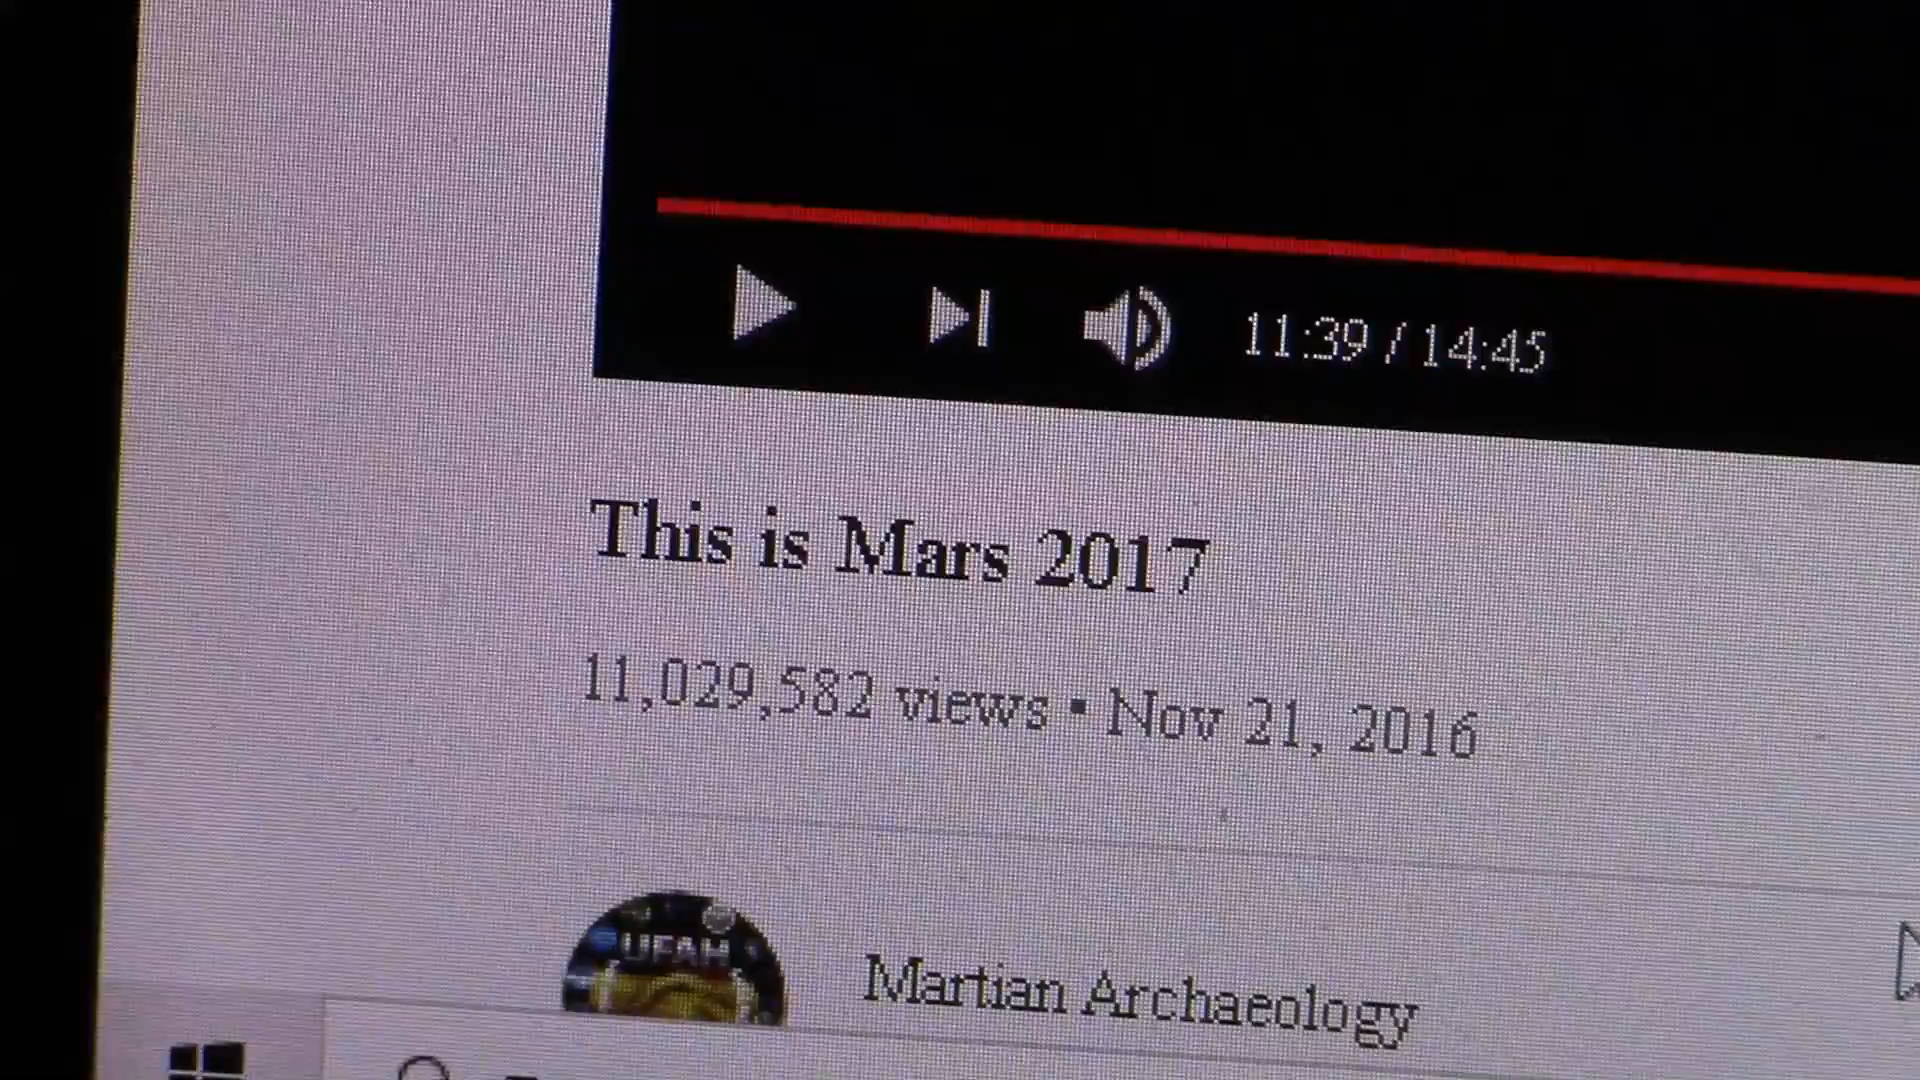 11:39 / 14:45
This is Mars 2017
11,029,582 views • Nov 21, 2016
UFAH
Martian Archaeology